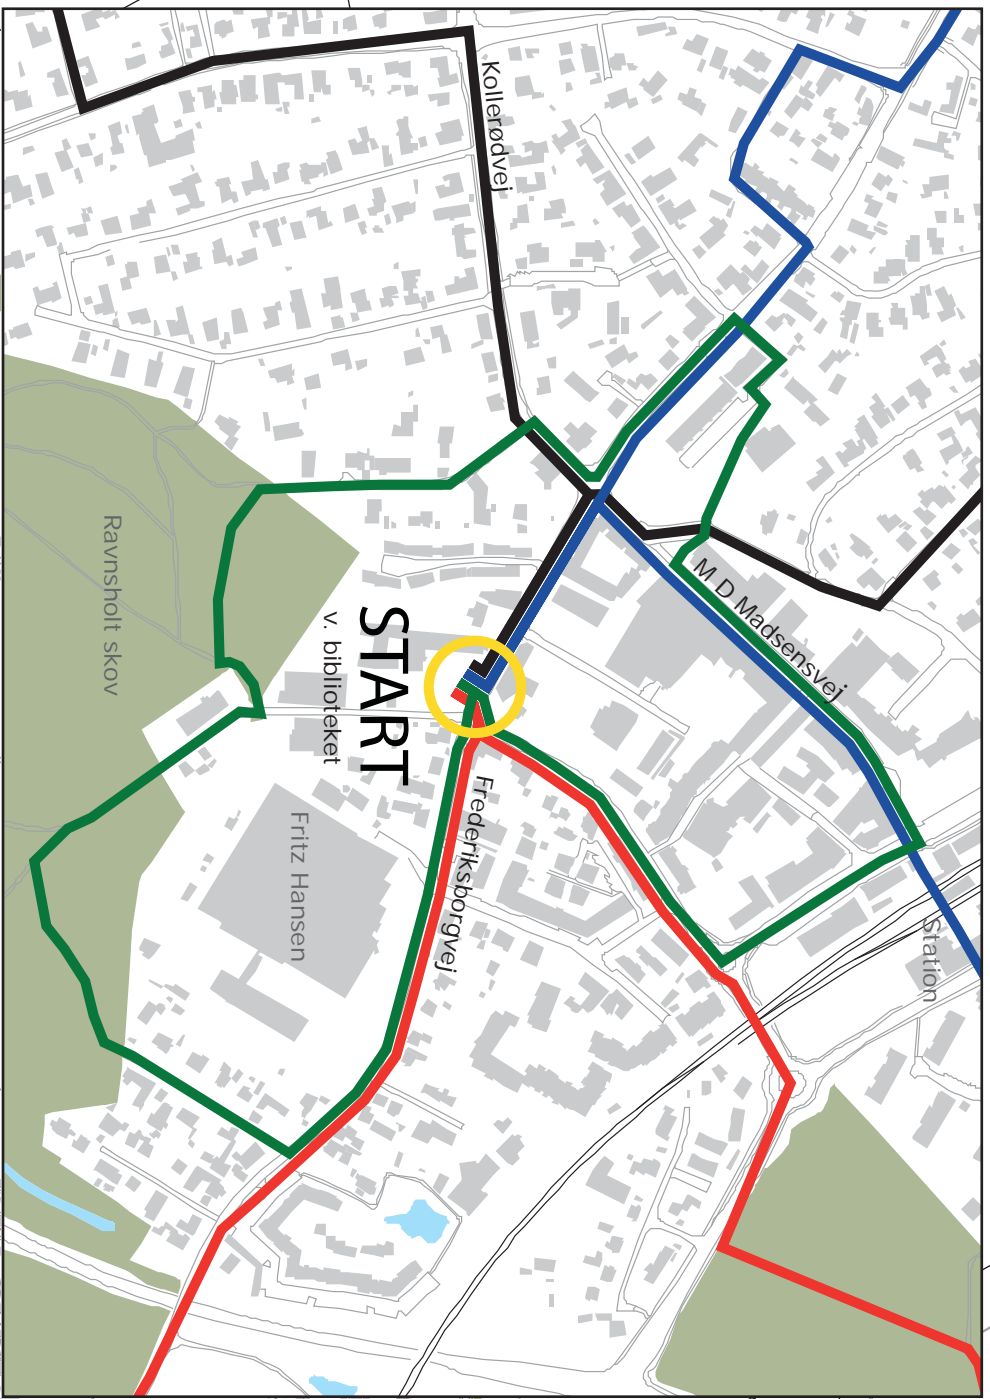 Kollerødvej
M D Madsensvej
Ravnsholt skov
START
v. biblioteket
Frederiksborgvej
Fritz Hansen
Station